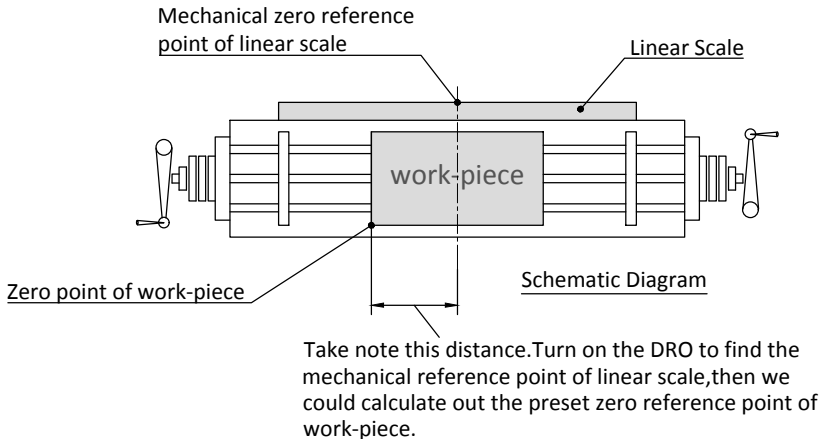 Mechanical zero reference
point of linear scale
Linear Scale
work-piece
Zero point of work-piece
Schematic Diagram
Take note this distance.Turn on the DRO to find the
mechanical reference point of linear scale,then we
could calculate out the preset zero reference point of
work-piece.